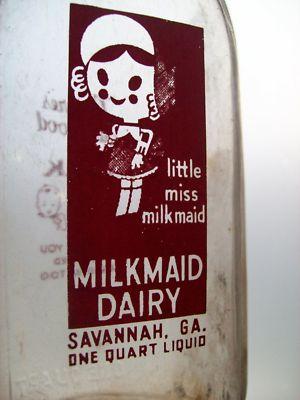 little
miss
milkmaid
MILKMAID
DAIRY
SAVANNAH, GA.
ONE QUART LIQUID